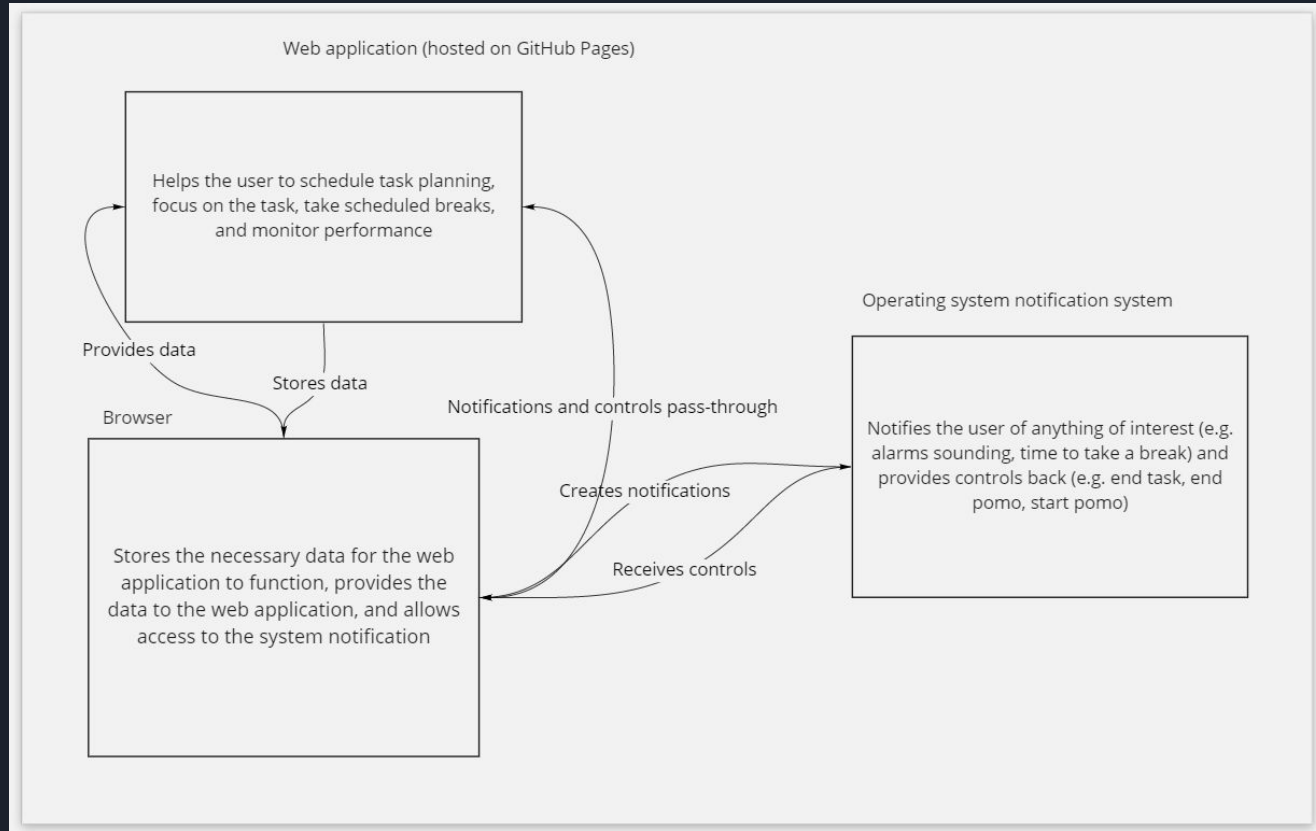 Web application (hosted on GitHub Pages)
Helps the user to schedule task planning,
focus on the task, take scheduled breaks,
and monitor performance
Operating system notification system
Provides data
Stores data
Browser
Notifications and controls pass-through
Notifies the user of anything of interest (e.g.
alarms sounding, time to take a break) and
provides controls back (e.g. end task, end
pomo, start pomo)
Creates notifications
Stores the necessary data for the web
application to function, provides the
data to the web application, and allows
access to the system notification
Receives controls